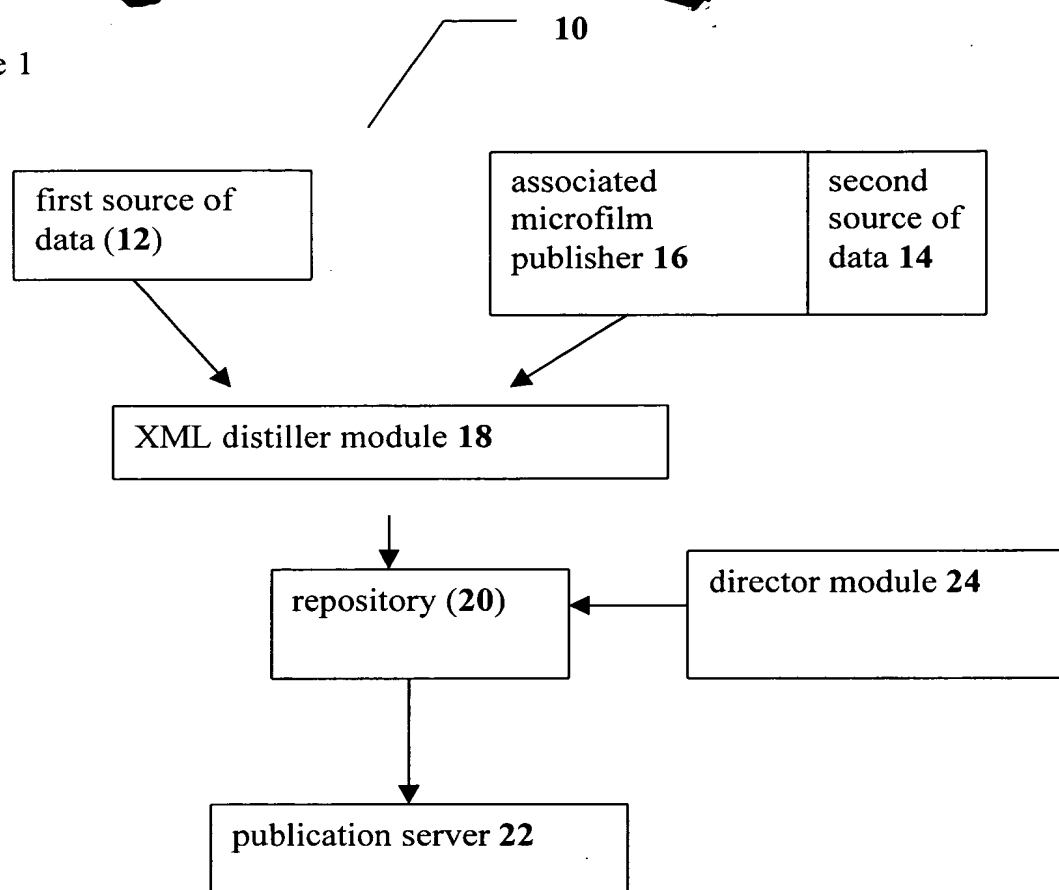 10
e 1
first source of
data (12)
associated
microfilm
publisher 16
second
source of
data 14
XML distiller module 18
repository (20)
director module 24
publication server 22